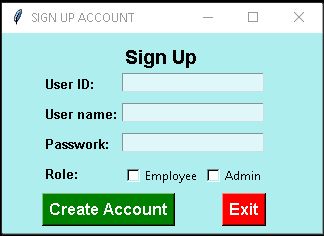 SIGN UP ACCOUNT
Sign Up
User ID:
User name:
Passwork:
Role: Employee Admin
Create Account Exit